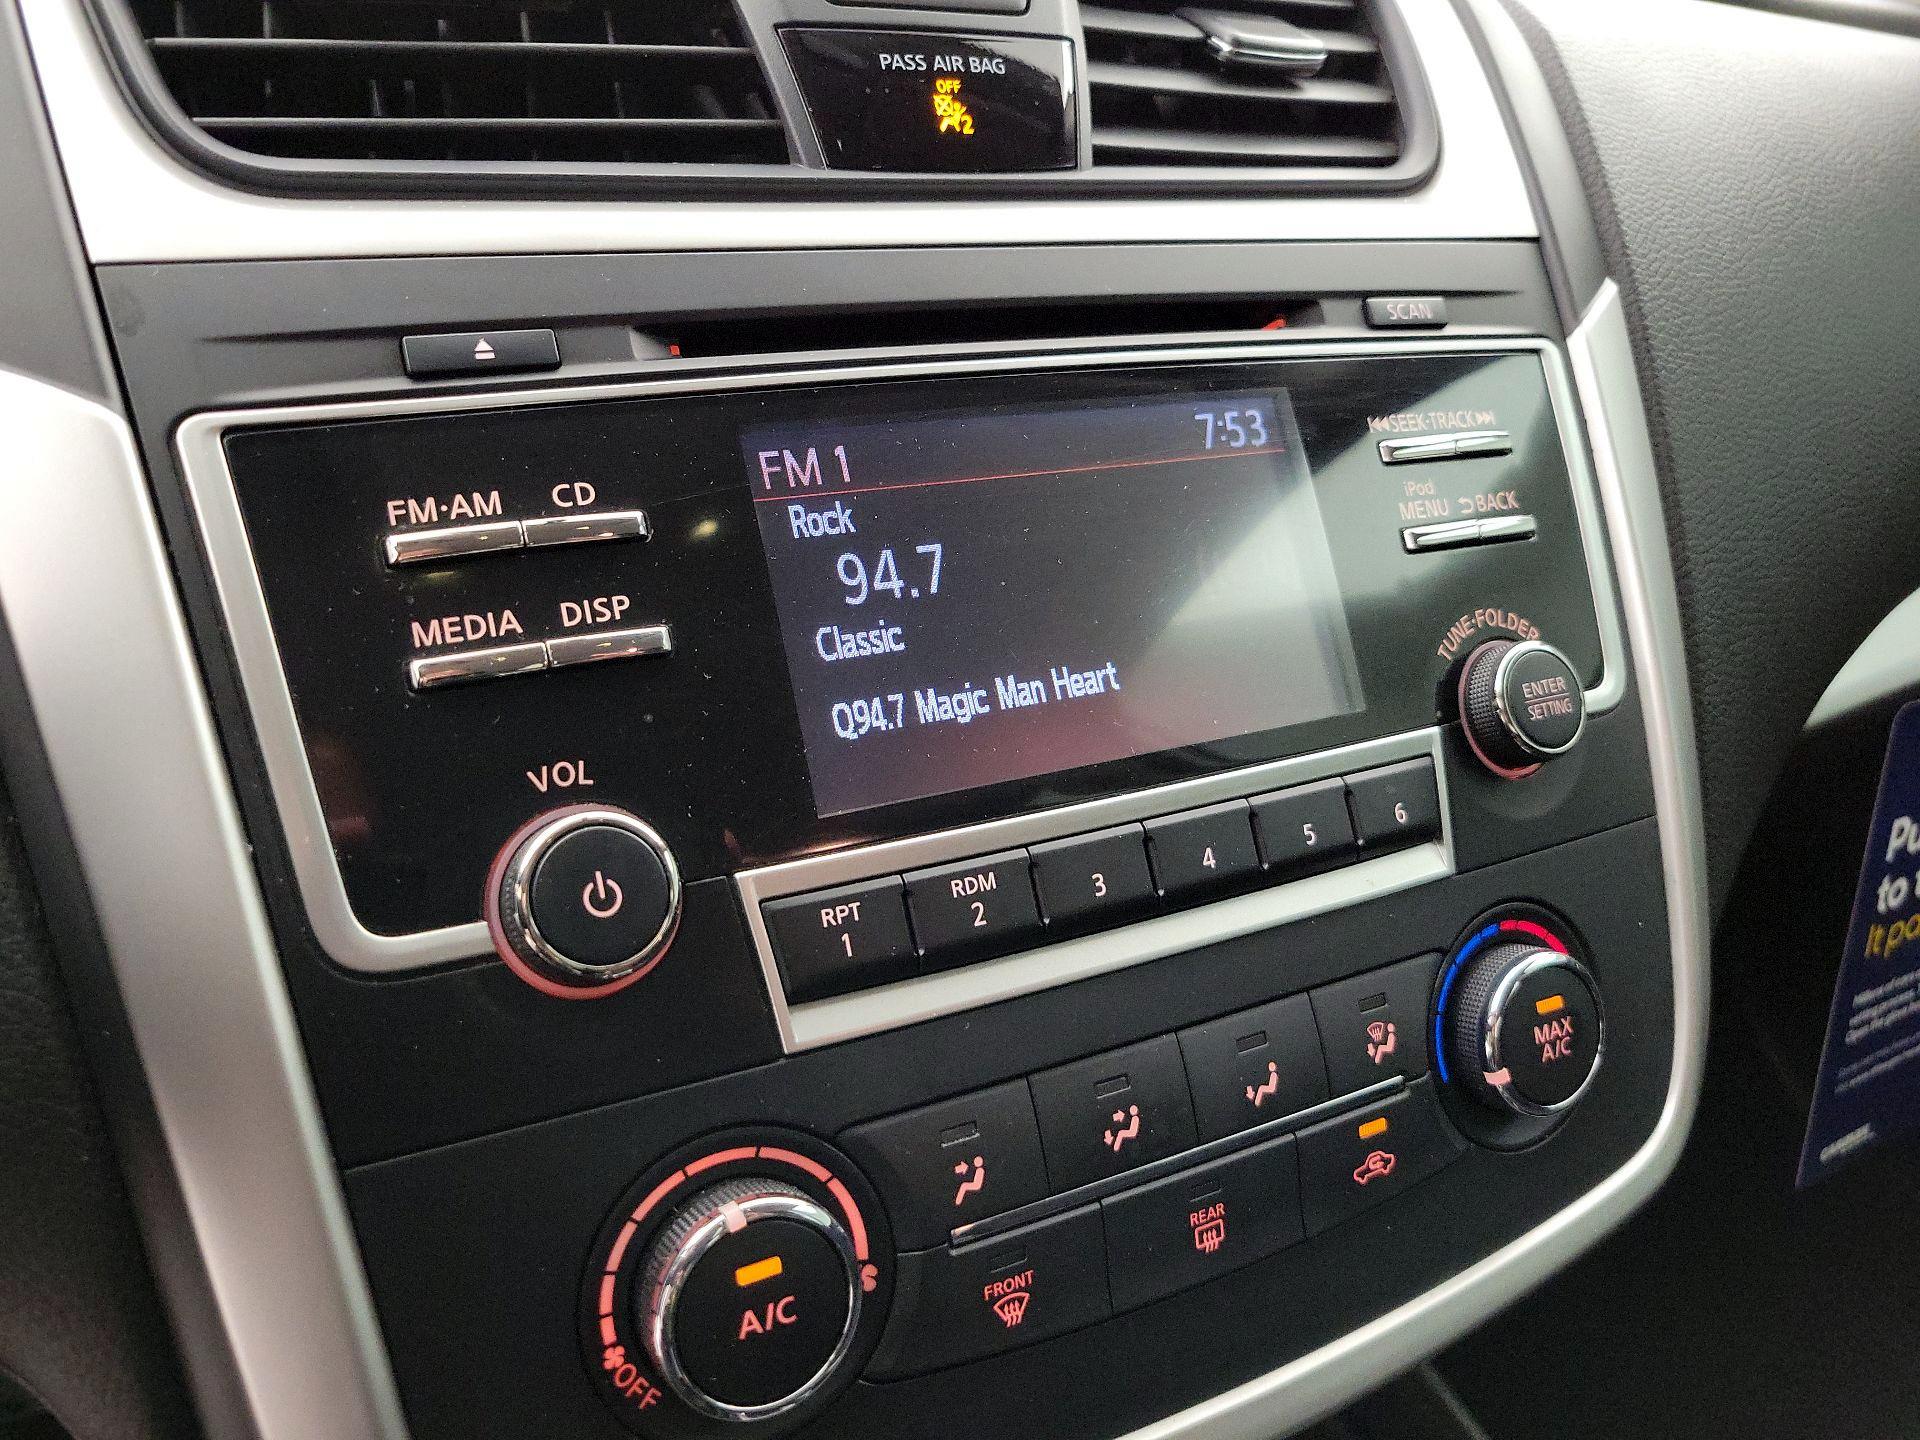 PASS AIR BAG
OFF
2
SCAN
FM·AM
CD
FM 1
7:53
SEEK·TRACK
Rock
iPod
MENU
BACK
94.7
MEDIA
DISP
Classic
TUNE·FOLDER
Q94.7 Magic Man Heart
ENTER
SETTING
VOL
RPT
1
RDM
2
3
4
5
6
to
It
MAX
A/C
REAR
FRONT
A/C
OFF